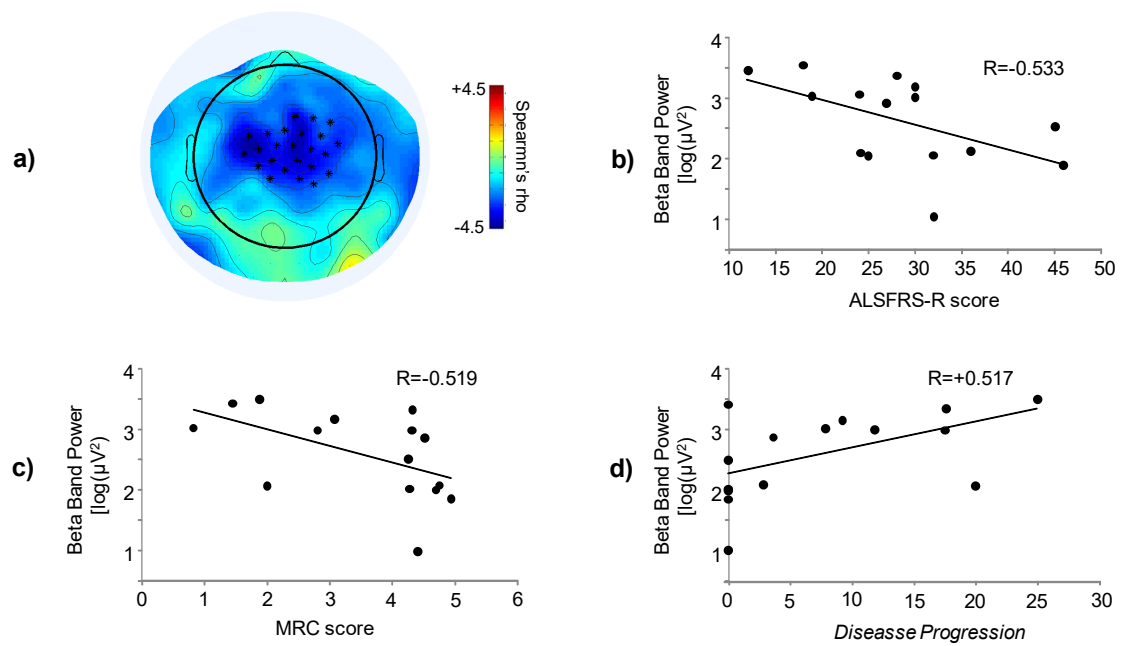 a)
+4.5
-4.5
Spearmn's rho
b)
Beta Band Power
[log(µV²)
4
3
2
1
R=-0.533
10 15 20 25 30 35 40 45 50
ALSFRS-R score
c)
Beta Band Power
[log(µV²)
4
3
2
1
R=-0.519
0 1 2 3 4 5 6
MRC score
d)
Beta Band Power
[log(µV²)
4
3
2
1
R=+0.517
0 5 10 15 20 25 30
Diseasse Progression